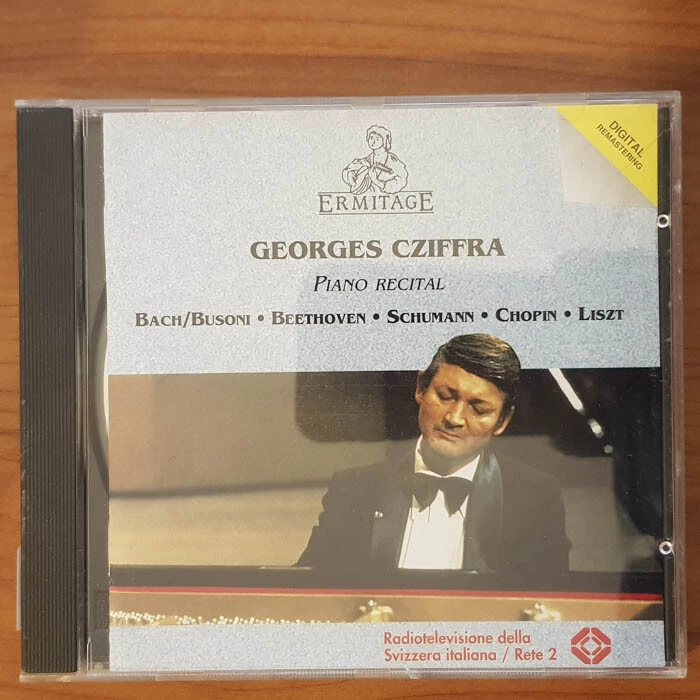 DIGITAL
REMASTERING
ERMITAGE
GEORGES CZIFFRA
PIANO RECITAL
BACH/BUSONI • BEETHOVEN • SCHUMANN • CHOPIN • LISZT
Radiotelevisione della
Svizzera italiana / Rete 2